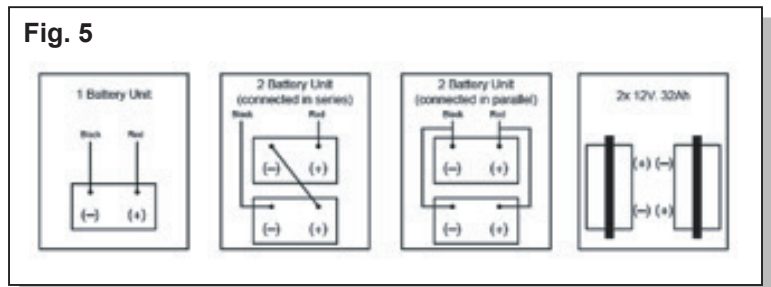 Fig. 5
1 Battery Unit
Black Red
(–) (+)
2 Battery Unit
(connected in series)
Black Red
(–) (+)
(–) (+)
2 Battery Unit
(connected in parallel)
Black Red
(–) (+)
(–) (+)
2x 12V. 32Ah
(+) (–)
(–) (+)